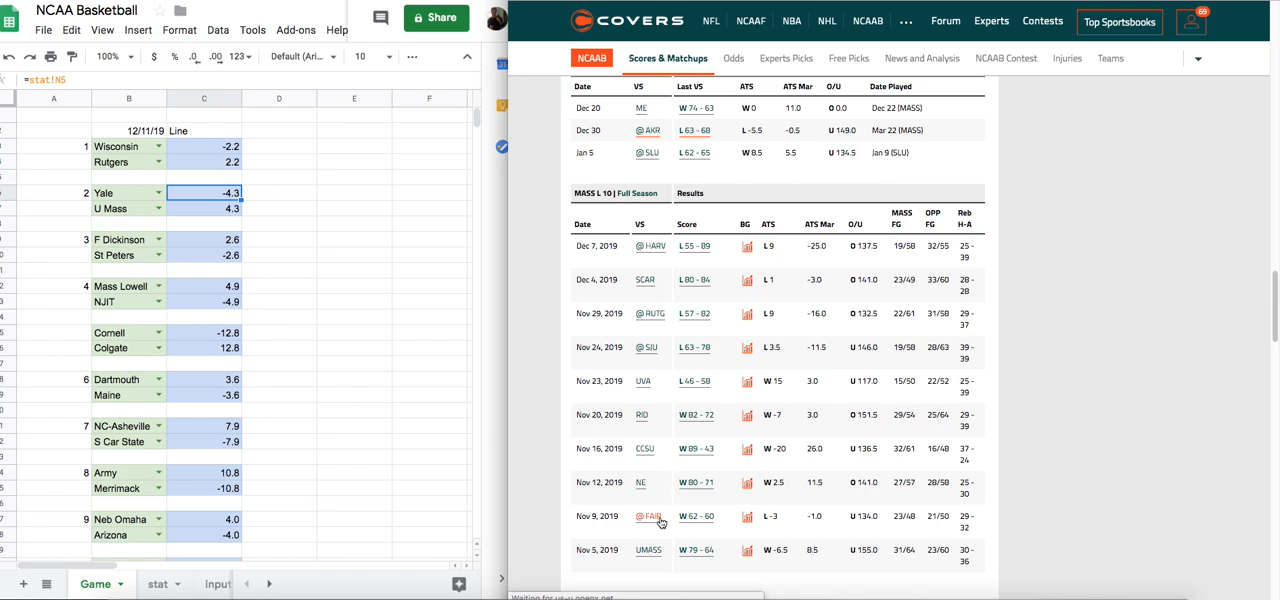 NCAA Basketball
File Edit View Insert Format Data Tools Add-ons Help
Share
100% $ % .0 .00 123 Default (Ari... 10
=stat!N5
A B C D E F
12/11/19 Line
1 Wisconsin -2.2
Rutgers 2.2
2 Yale -4.3
U Mass 4.3
3 F Dickinson 2.6
St Peters -2.6
4 Mass Lowell 4.9
NJIT -4.9
Cornell -12.8
Colgate 12.8
6 Dartmouth 3.6
Maine -3.6
7 NC-Asheville 7.9
S Car State -7.9
8 Army 10.8
Merrimack -10.8
9 Neb Omaha 4.0
Arizona -4.0
Game stat input
COVERS NFL NCAAF NBA NHL NCAAB ... Forum Experts Contests Top Sportsbooks 69
NCAAB Scores & Matchups Odds Experts Picks Free Picks News and Analysis NCAAB Contest Injuries Teams
Date VS Last VS ATS ATS Mar O/U Date Played
Dec 20 ME W 74 - 63 W 0 11.0 O 0.0 Dec 22 (MASS)
Dec 30 @ AKR L 63 - 68 L -5.5 -0.5 U 149.0 Mar 22 (MASS)
Jan 5 @ SLU L 62 - 65 W 8.5 5.5 U 134.5 Jan 9 (SLU)
MASS L 10 | Full Season Results
Date VS Score BG ATS ATS Mar O/U MASS FG OPP FG Reb H-A
Dec 7, 2019 @ HARV L 55 - 89 L 9 -25.0 O 137.5 19/58 32/55 25 - 39
Dec 4, 2019 SCAR L 80 - 84 L 1 -3.0 O 141.0 23/49 33/60 28 - 28
Nov 29, 2019 @ RUTG L 57 - 82 L 9 -16.0 O 132.5 22/61 31/58 29 - 37
Nov 24, 2019 @ SJU L 63 - 78 L 3.5 -11.5 U 146.0 19/58 28/63 39 - 39
Nov 23, 2019 UVA L 46 - 58 W 15 3.0 U 117.0 15/50 22/52 25 - 39
Nov 20, 2019 RID W 82 - 72 W -7 3.0 O 151.5 29/54 25/64 29 - 39
Nov 16, 2019 CCSU W 89 - 43 W -20 26.0 U 136.5 32/61 16/48 37 - 24
Nov 12, 2019 NE W 80 - 71 W 2.5 11.5 O 141.0 27/57 28/58 25 - 30
Nov 9, 2019 @ FAIR W 62 - 60 L -3 -1.0 U 134.0 23/48 21/50 29 - 32
Nov 5, 2019 UMASS W 79 - 64 W -6.5 8.5 U 155.0 31/64 23/60 30 - 36